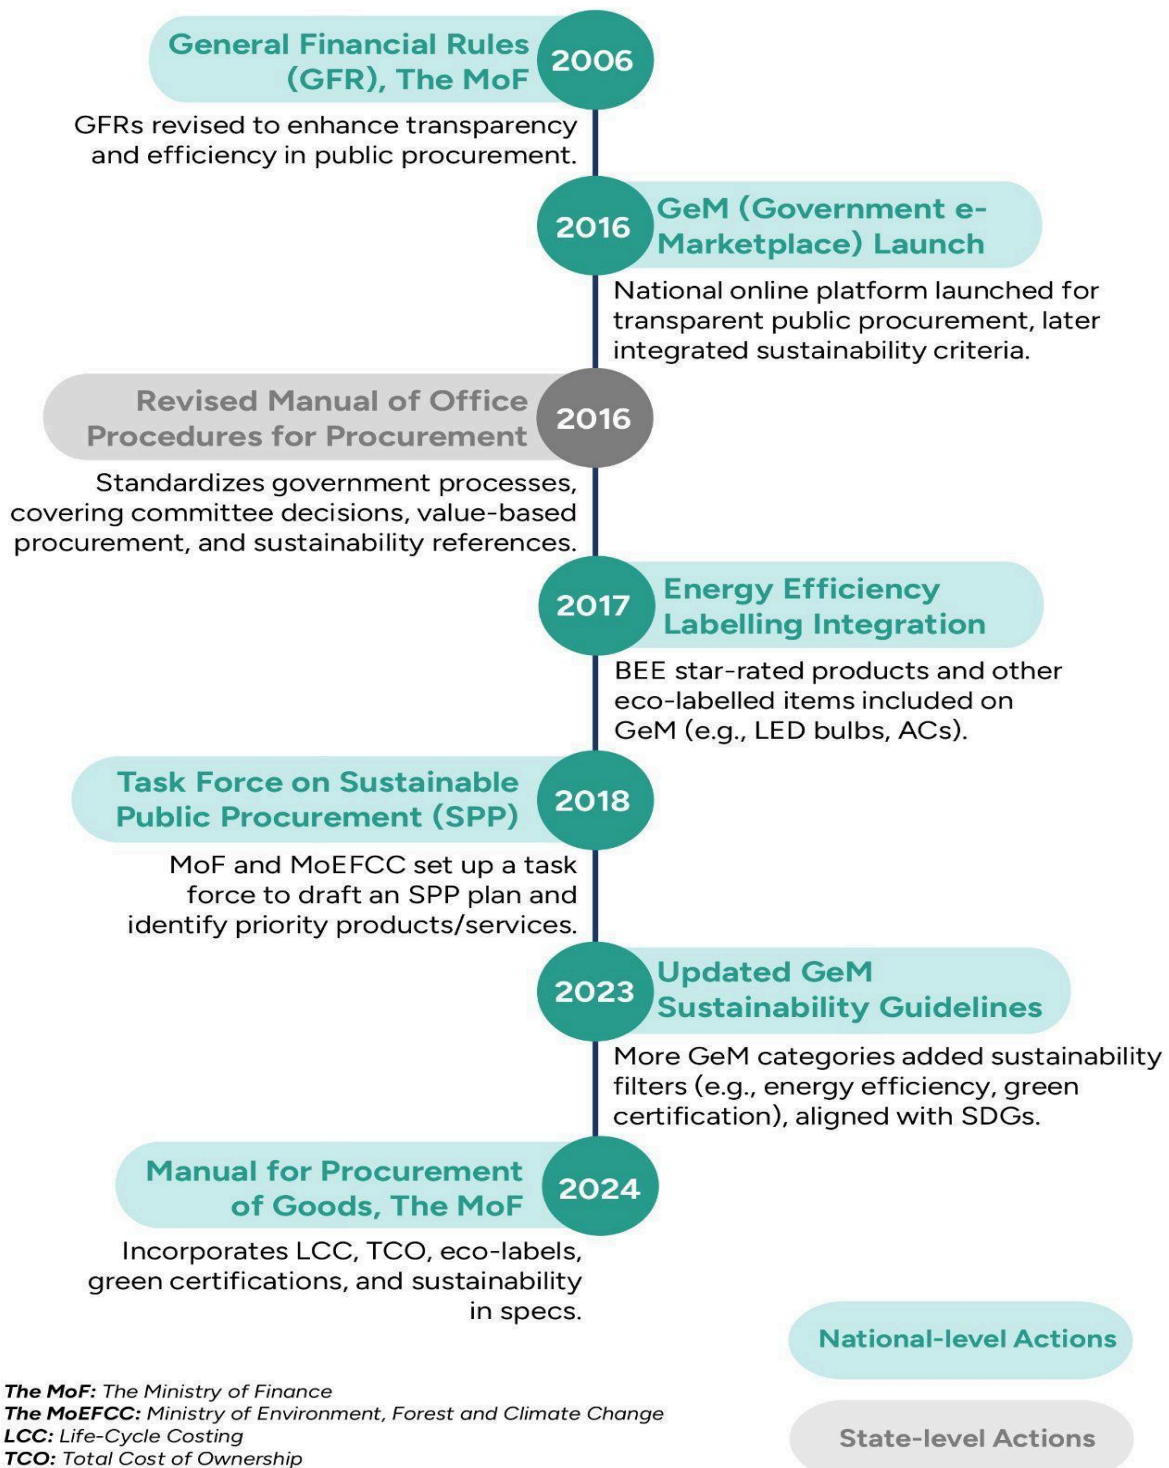 General Financial Rules
(GFR), The MoF
2006
GFRs revised to enhance transparency
and efficiency in public procurement.
2016
GeM (Government e-
Marketplace) Launch
National online platform launched for
transparent public procurement, later
integrated sustainability criteria.
Revised Manual of Office
Procedures for Procurement
2016
Standardizes government processes,
covering committee decisions, value-based
procurement, and sustainability references.
2017
Energy Efficiency
Labelling Integration
BEE star-rated products and other
eco-labelled items included on
GeM (e.g., LED bulbs, ACs).
Task Force on Sustainable
Public Procurement (SPP)
2018
MoF and MoEFCC set up a task
force to draft an SPP plan and
identify priority products/services.
2023
Updated GeM
Sustainability Guidelines
More GeM categories added sustainability
filters (e.g., energy efficiency, green
certification), aligned with SDGs.
Manual for Procurement
of Goods, The MoF
2024
Incorporates LCC, TCO, eco-labels,
green certifications, and sustainability
in specs.
National-level Actions
State-level Actions
The MoF: The Ministry of Finance
The MoEFCC: Ministry of Environment, Forest and Climate Change
LCC: Life-Cycle Costing
TCO: Total Cost of Ownership